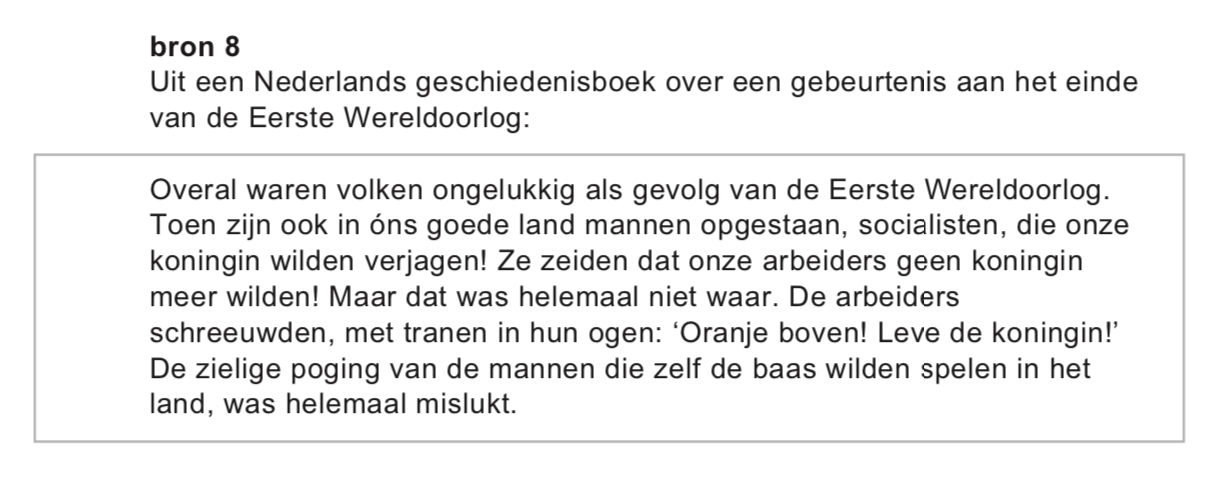 bron 8
Uit een Nederlands geschiedenisboek over een gebeurtenis aan het einde
van de Eerste Wereldoorlog:
Overal waren volken ongelukkig als gevolg van de Eerste Wereldoorlog.
Toen zijn ook in óns goede land mannen opgestaan, socialisten, die onze
koningin wilden verjagen! Ze zeiden dat onze arbeiders geen koningin
meer wilden! Maar dat was helemaal niet waar. De arbeiders
schreeuwden, met tranen in hun ogen: ‘Oranje boven! Leve de koningin!’
De zielige poging van de mannen die zelf de baas wilden spelen in het
land, was helemaal mislukt.